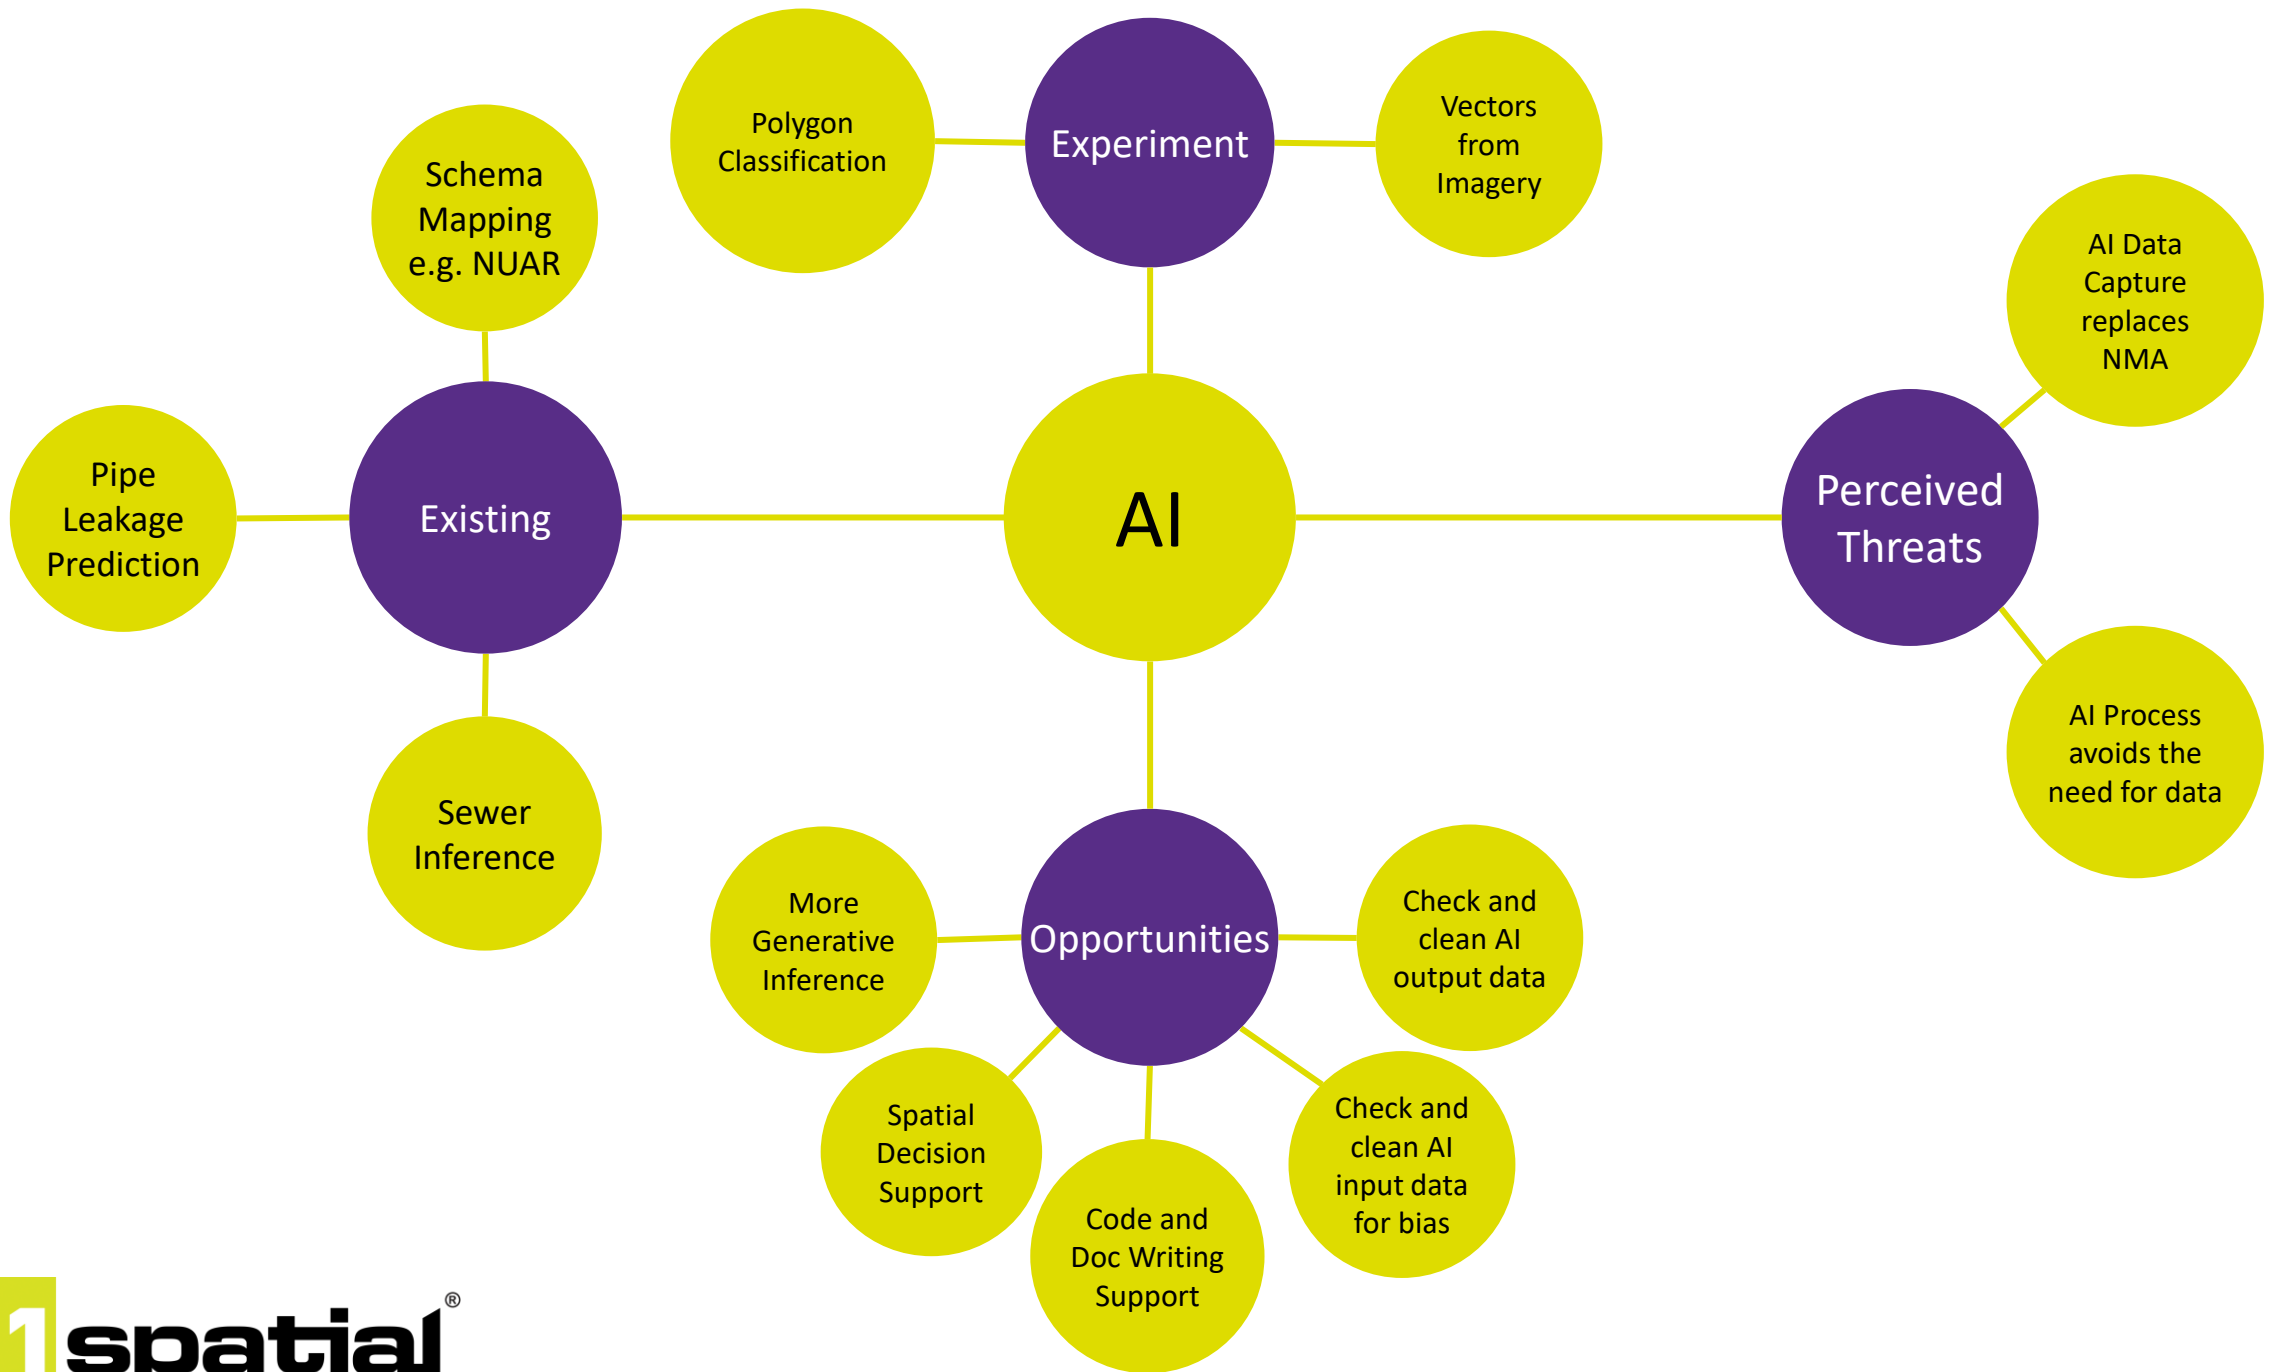 Polygon
Classification
Experiment
Vectors
from
Imagery
Schema
Mapping
e.g. NUAR
AI Data
Capture
replaces
NMA
Pipe
Leakage
Prediction
Existing
AI
Perceived
Threats
AI Process
avoids the
need for data
Sewer
Inference
More
Generative
Inference
Opportunities
Check and
clean AI
output data
Spatial
Decision
Support
Code and
Doc Writing
Support
Check and
clean AI
input data
for bias
1spatial®